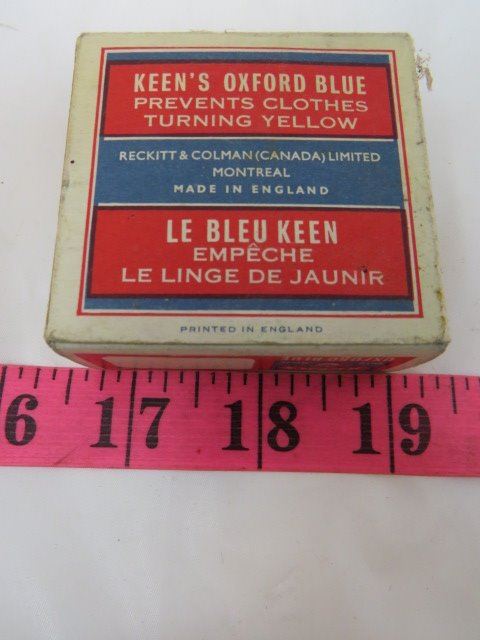 KEEN'S OXFORD BLUE
PREVENTS CLOTHES
TURNING YELLOW
RECKITT & COLMAN (CANADA) LIMITED
MONTREAL
MADE IN ENGLAND
LE BLEU KEEN
EMPÊCHE
LE LINGE DE JAUNIR
PRINTED IN ENGLAND
6 17 18 19